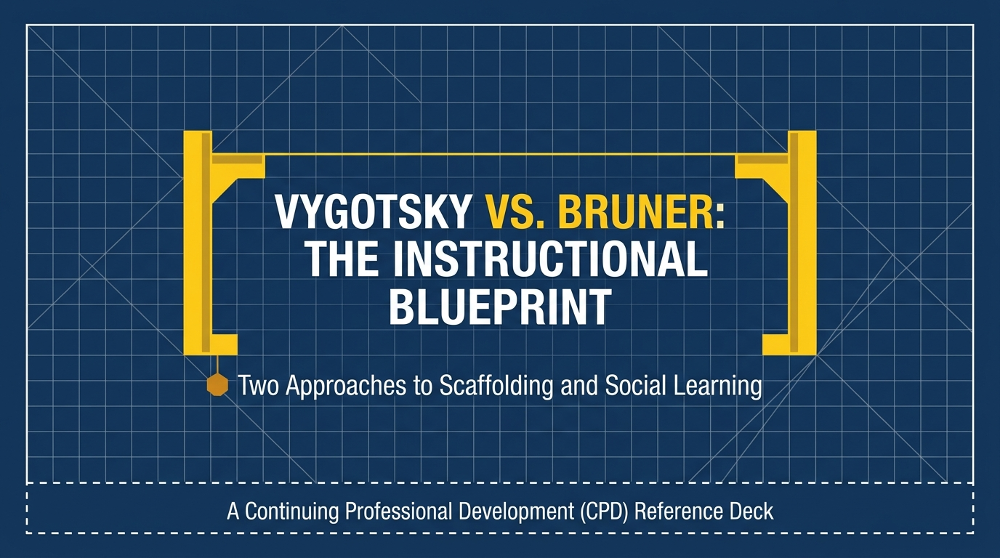 VYGOTSKY VS. BRUNER:
THE INSTRUCTIONAL
BLUEPRINT
Two Approaches to Scaffolding and Social Learning
A Continuing Professional Development (CPD) Reference Deck